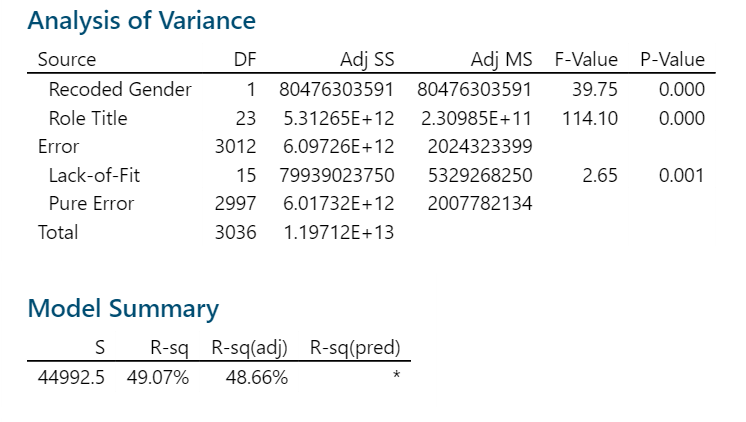 Analysis of Variance
Source DF Adj SS Adj MS F-Value P-Value
Recoded Gender 1 80476303591 80476303591 39.75 0.000
Role Title 23 5.31265E+12 2.30985E+11 114.10 0.000
Error 3012 6.09726E+12 2024323399
Lack-of-Fit 15 79939023750 5329268250 2.65 0.001
Pure Error 2997 6.01732E+12 2007782134
Total 3036 1.19712E+13
Model Summary
S R-sq R-sq(adj) R-sq(pred)
44992.5 49.07% 48.66% *